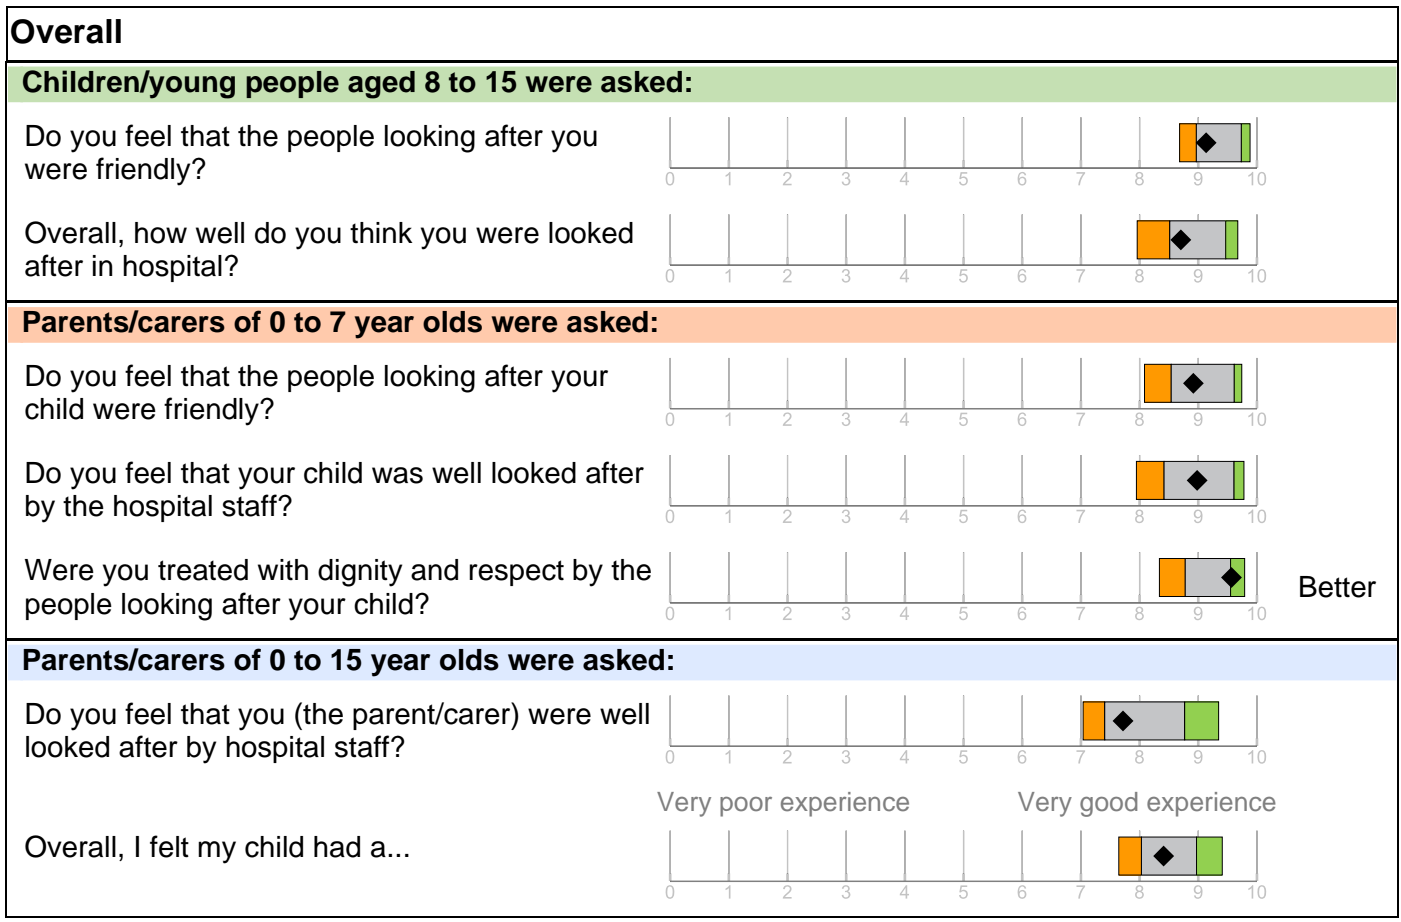 Overall
Children/young people aged 8 to 15 were asked:
Do you feel that the people looking after you
were friendly?
0 1 2 3 4 5 6 7 8 9 10
Overall, how well do you think you were looked
after in hospital?
0 1 2 3 4 5 6 7 8 9 10
Parents/carers of 0 to 7 year olds were asked:
Do you feel that the people looking after your
child were friendly?
0 1 2 3 4 5 6 7 8 9 10
Do you feel that your child was well looked after
by the hospital staff?
0 1 2 3 4 5 6 7 8 9 10
Were you treated with dignity and respect by the
people looking after your child?
Better
0 1 2 3 4 5 6 7 8 9 10
Parents/carers of 0 to 15 year olds were asked:
Do you feel that you (the parent/carer) were well
looked after by hospital staff?
0 1 2 3 4 5 6 7 8 9 10
Very poor experience Very good experience
Overall, I felt my child had a...
0 1 2 3 4 5 6 7 8 9 10